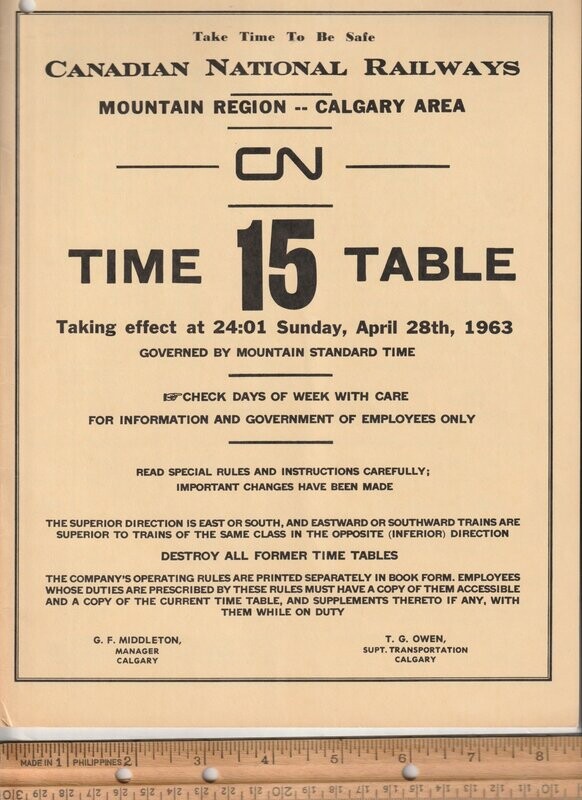 Take Time To Be Safe
CANADIAN NATIONAL RAILWAYS
MOUNTAIN REGION -- CALGARY AREA
CN
TIME 15 TABLE
Taking effect at 24:01 Sunday, April 28th, 1963
GOVERNED BY MOUNTAIN STANDARD TIME
☞CHECK DAYS OF WEEK WITH CARE
FOR INFORMATION AND GOVERNMENT OF EMPLOYEES ONLY
READ SPECIAL RULES AND INSTRUCTIONS CAREFULLY;
IMPORTANT CHANGES HAVE BEEN MADE
THE SUPERIOR DIRECTION IS EAST OR SOUTH, AND EASTWARD OR SOUTHWARD TRAINS ARE
SUPERIOR TO TRAINS OF THE SAME CLASS IN THE OPPOSITE (INFERIOR) DIRECTION
DESTROY ALL FORMER TIME TABLES
THE COMPANY'S OPERATING RULES ARE PRINTED SEPARATELY IN BOOK FORM. EMPLOYEES
WHOSE DUTIES ARE PRESCRIBED BY THESE RULES MUST HAVE A COPY OF THEM ACCESSIBLE
AND A COPY OF THE CURRENT TIME TABLE, AND SUPPLEMENTS THERETO IF ANY, WITH
THEM WHILE ON DUTY
G. F. MIDDLETON,
MANAGER
CALGARY
T. G. OWEN,
SUPT. TRANSPORTATION
CALGARY
MADE IN 1 PHILIPPINES 2 3 4 5 6 7 8